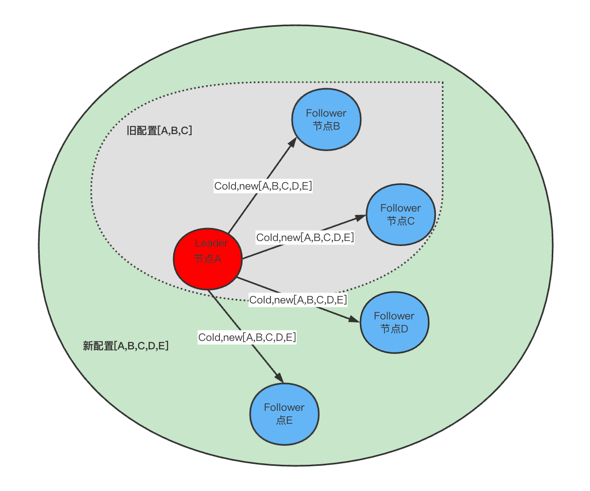 Follower
节点B
旧配置[A,B,C]
Cold,new[A,B,C,D,E]
Follower
节点C
Cold,new[A,B,C,D,E]
Leader
节点A
Cold,new[A,B,C,D,E]
Follower
节点D
Cold,new[A,B,C,D,E]
新配置[A,B,C,D,E]
Follower
点E